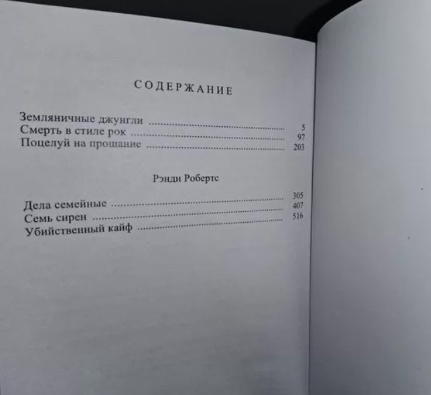 СОДЕРЖАНИЕ
Земляничные джунгли ........ 5
Смерть в стиле рок ........ 97
Поцелуй на прощание ........ 203
Рэнди Робертс
Дела семейные ........ 305
Семь сирен ........ 407
Убийственный кайф ........ 516